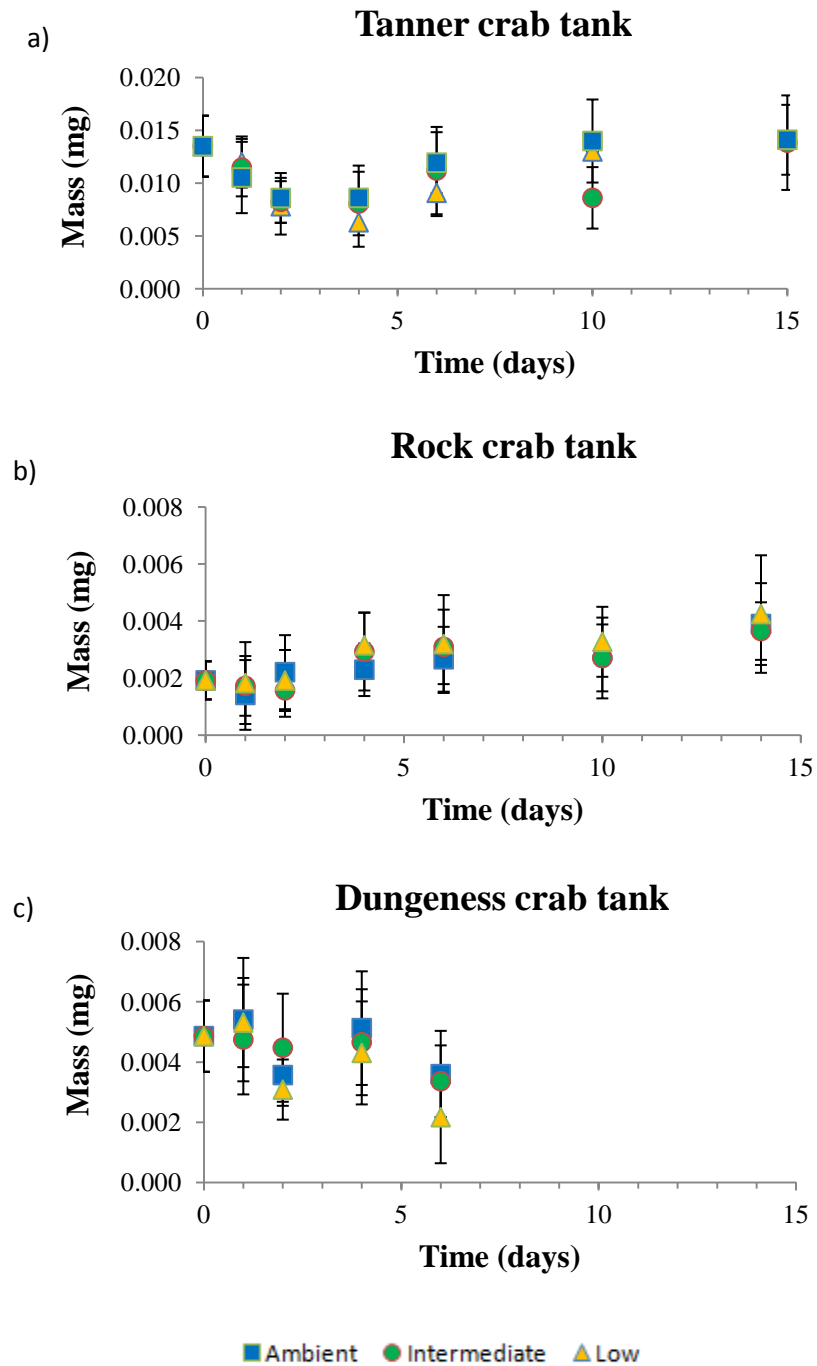 a)
Tanner crab tank
0.020
0.015
0.010
0.005
0.000
Mass (mg)
0 5 10 15
Time (days)
b)
Rock crab tank
0.008
0.006
0.004
0.002
0.000
Mass (mg)
0 5 10 15
Time (days)
c)
Dungeness crab tank
0.008
0.006
0.004
0.002
0.000
Mass (mg)
0 5 10 15
Time (days)
Ambient Intermediate Low